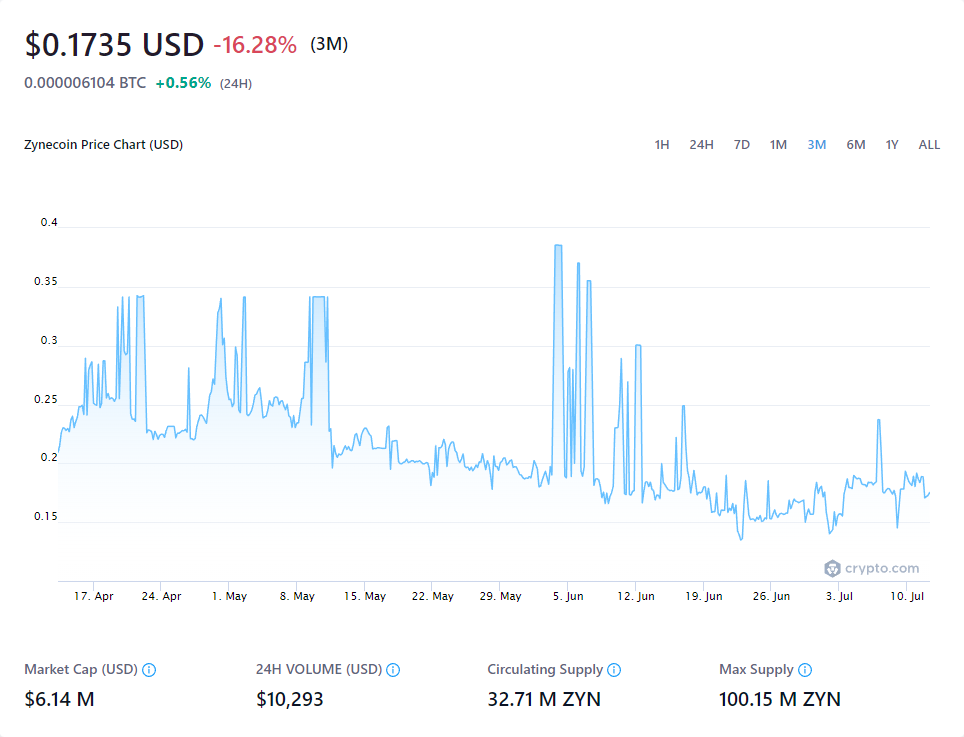 $0.1735 USD -16.28% (3M)
0.000006104 BTC +0.56% (24H)
Zynecoin Price Chart (USD)
1H 24H 7D 1M 3M 6M 1Y ALL
0.4
0.35
0.3
0.25
0.2
0.15
crypto.com
17. Apr 24. Apr 1. May 8. May 15. May 22. May 29. May 5. Jun 12. Jun 19. Jun 26. Jun 3. Jul 10. Jul
Market Cap (USD) 24H VOLUME (USD) Circulating Supply Max Supply
$6.14 M $10,293 32.71 M ZYN 100.15 M ZYN